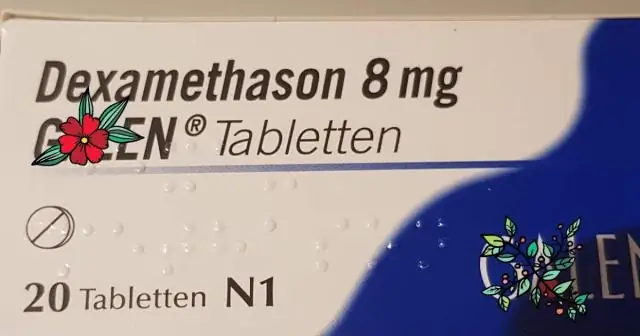 Dexamethason 8 mg
® Tabletten
20 Tabletten N1